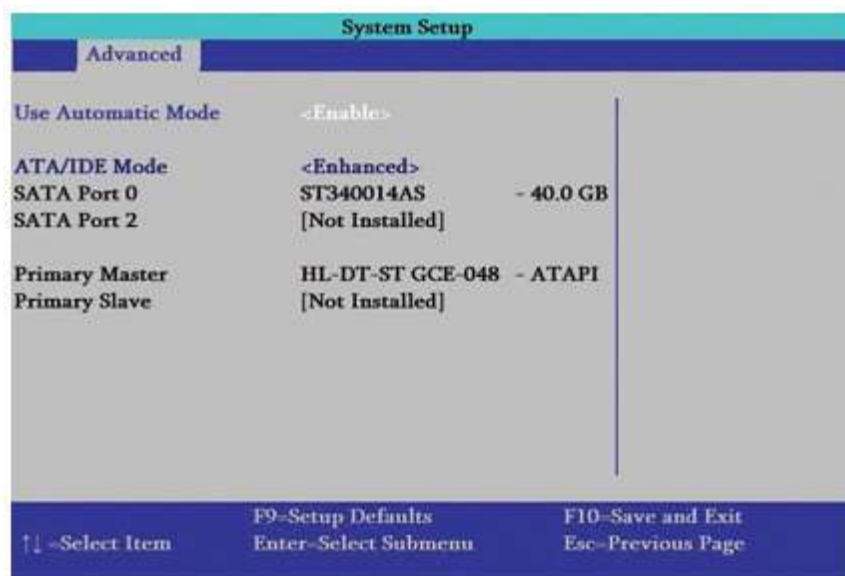 System Setup
Advanced
Use Automatic Mode <Enable>
ATA/IDE Mode <Enhanced>
SATA Port 0 ST340014AS - 40.0 GB
SATA Port 2 [Not Installed]
Primary Master HL-DT-ST GCE-048 - ATAPI
Primary Slave [Not Installed]
F9=Setup Defaults F10=Save and Exit
↑↓ =Select Item Enter=Select Submenu Esc=Previous Page